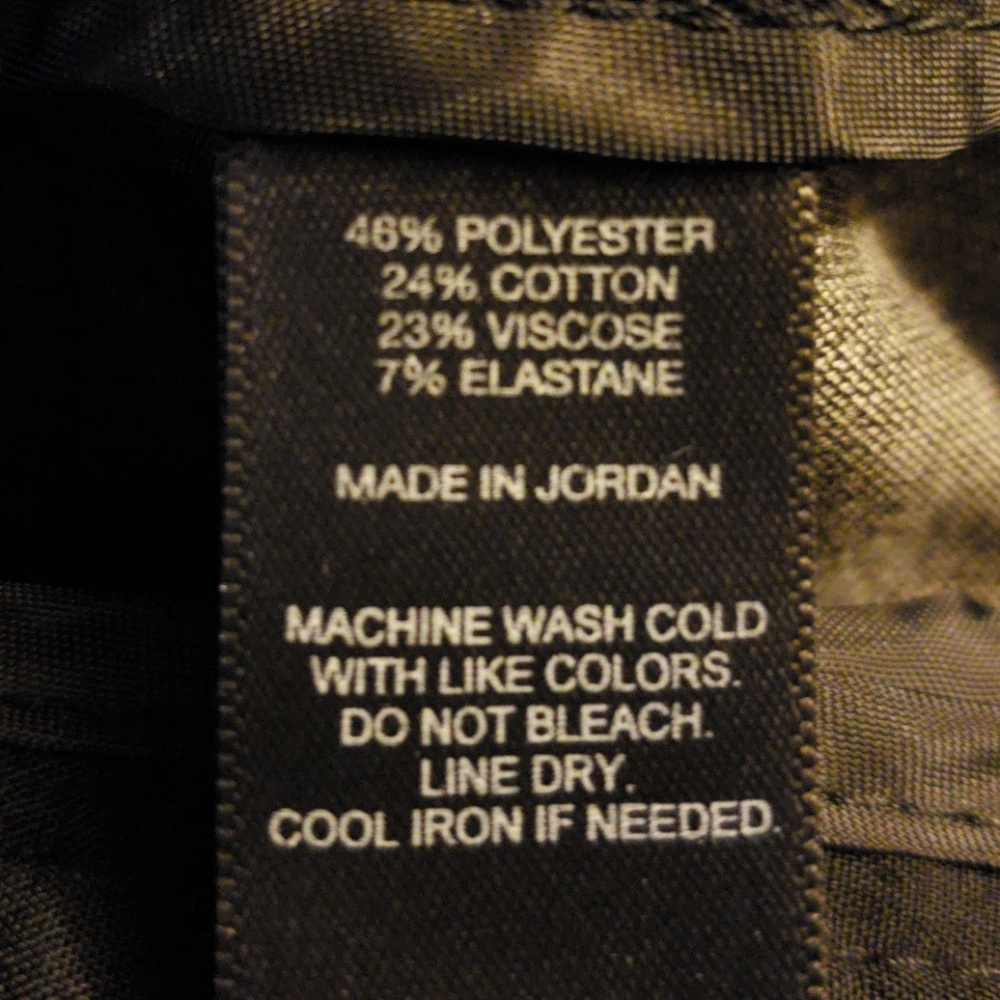 46% POLYESTER
24% COTTON
23% VISCOSE
7% ELASTANE
MADE IN JORDAN
MACHINE WASH COLD
WITH LIKE COLORS.
DO NOT BLEACH.
LINE DRY.
COOL IRON IF NEEDED.